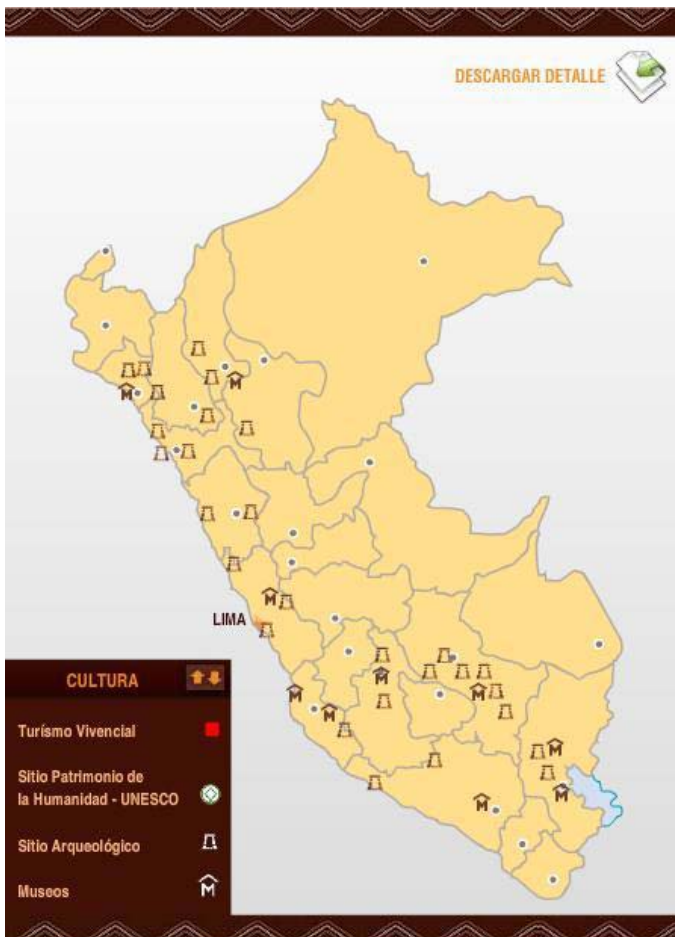 DESCARGAR DETALLE
LIMA
CULTURA
Turísmo Vivencial
Sitio Patrimonio de
la Humanidad - UNESCO
Sitio Arqueológico
Museos